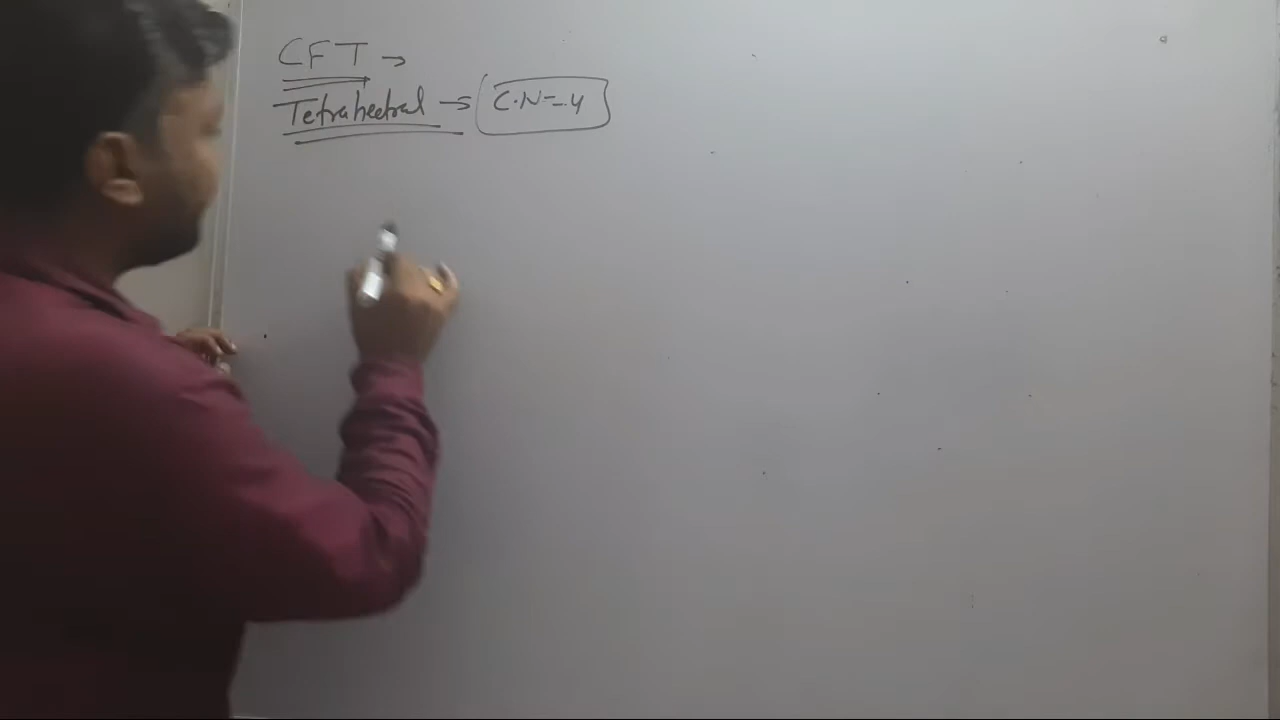 CFT →
Tetrahedral → C.N=4